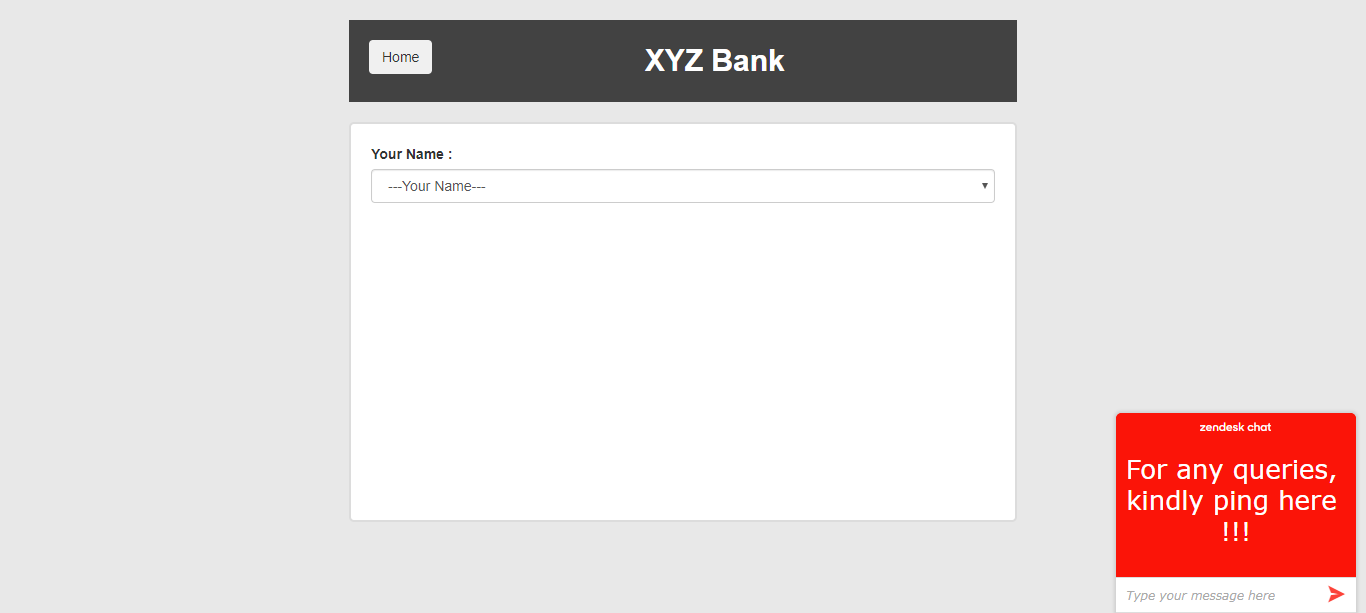 Home
XYZ Bank
Your Name :
---Your Name---
zendesk chat
For any queries,
kindly ping here
!!!
Type your message here